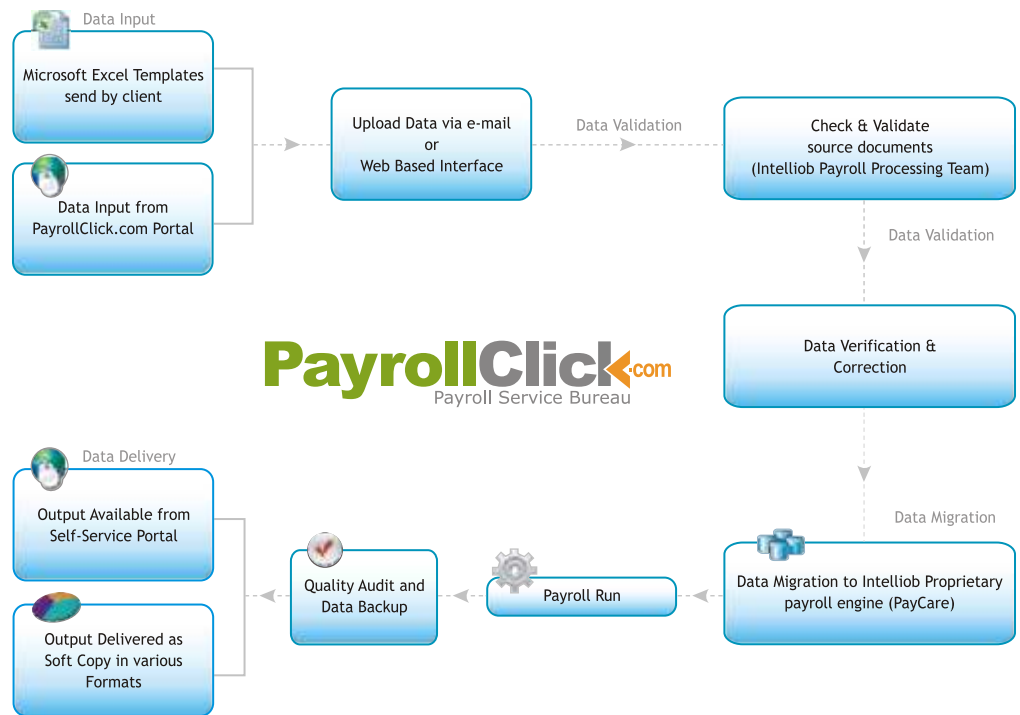 Data Input
Microsoft Excel Templates
send by client
Data Input from
PayrollClick.com Portal
Upload Data via e-mail
or
Web Based Interface
Data Validation
Check & Validate
source documents
(Intelliob Payroll Processing Team)
Data Validation
Data Verification &
Correction
PayrollClick.com
Payroll Service Bureau
Data Migration
Data Migration to Intelliob Proprietary
payroll engine (PayCare)
Payroll Run
Quality Audit and
Data Backup
Data Delivery
Output Available from
Self-Service Portal
Output Delivered as
Soft Copy in various
Formats